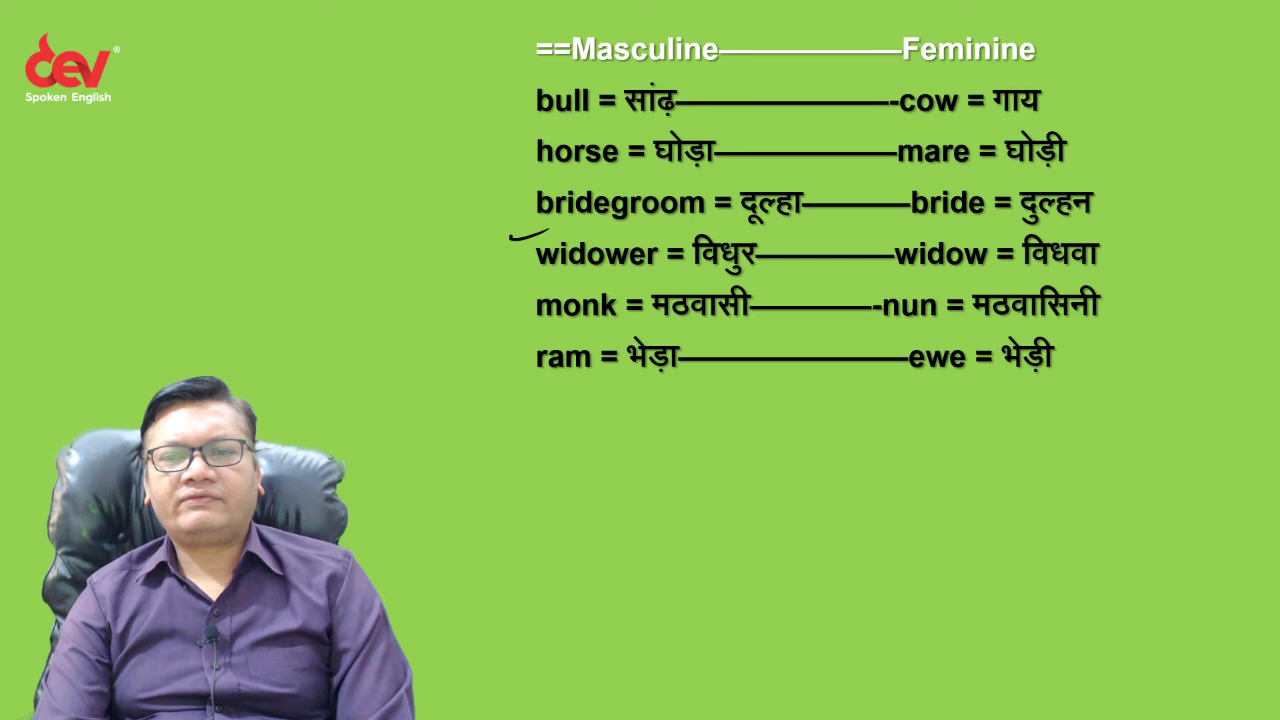 dev®
Spoken English
==Masculine—————————Feminine
bull = सांढ़—————————-cow = गाय
horse = घोड़ा—————————mare = घोड़ी
bridegroom = दूल्हा—————bride = दुल्हन
widower = विधुर——————widow = विधवा
monk = मठवासी—————-nun = मठवासिनी
ram = भेड़ा——————————ewe = भेड़ी